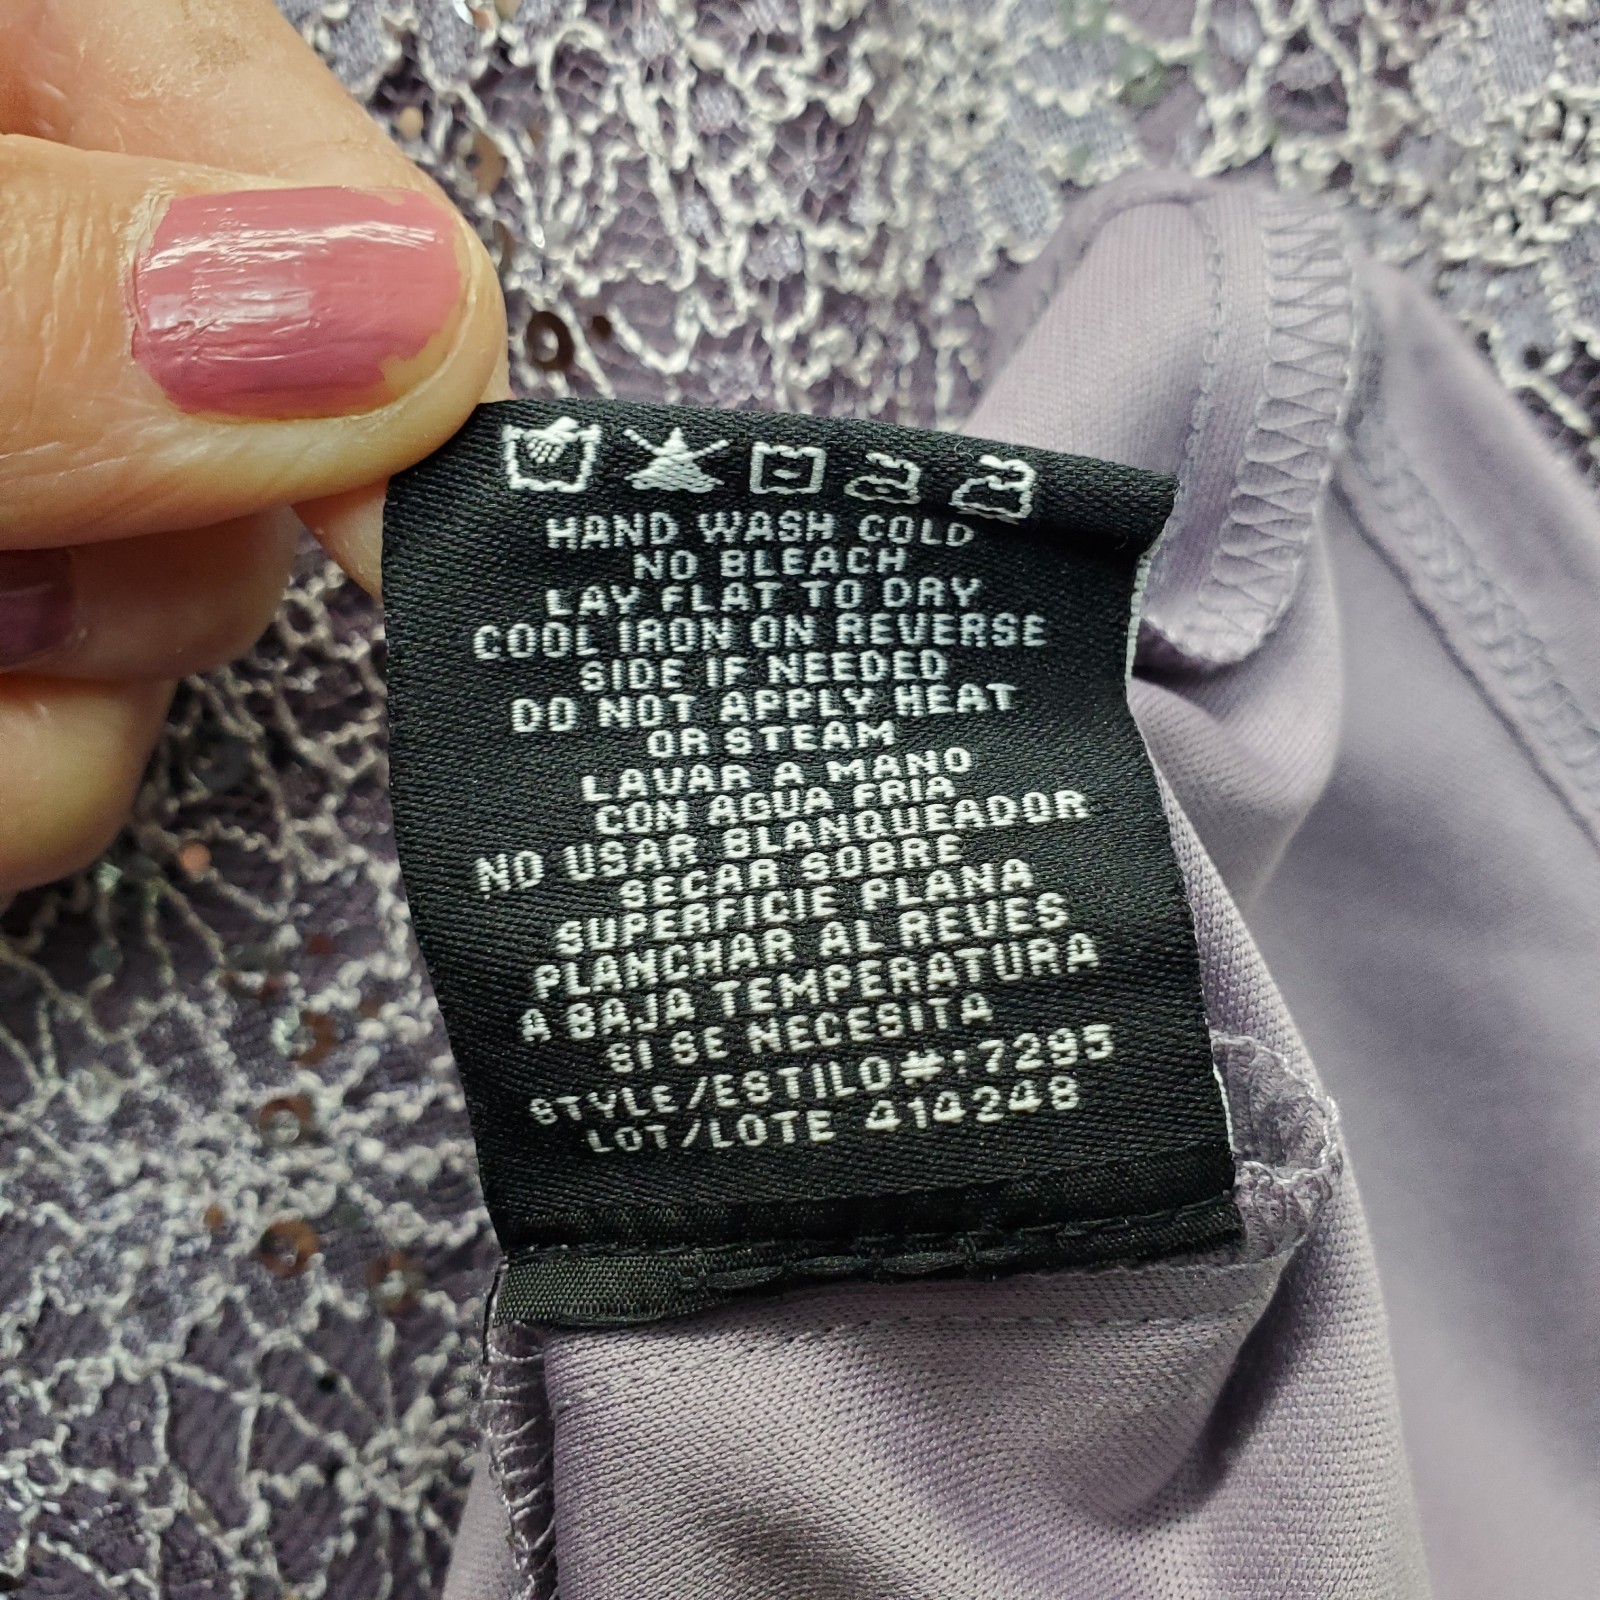 HAND WASH COLD
NO BLEACH
LAY FLAT TO DRY
COOL IRON ON REVERSE
SIDE IF NEEDED
DO NOT APPLY HEAT
OR STEAM
LAVAR A MANO
CON AGUA FRIA
NO USAR BLANQUEADOR
SECAR SOBRE
SUPERFICIE PLANA
PLANCHAR AL REVES
A BAJA TEMPERATURA
SI SE NECESITA
STYLE/ESTILO#:7295
LOT/LOTE 414248